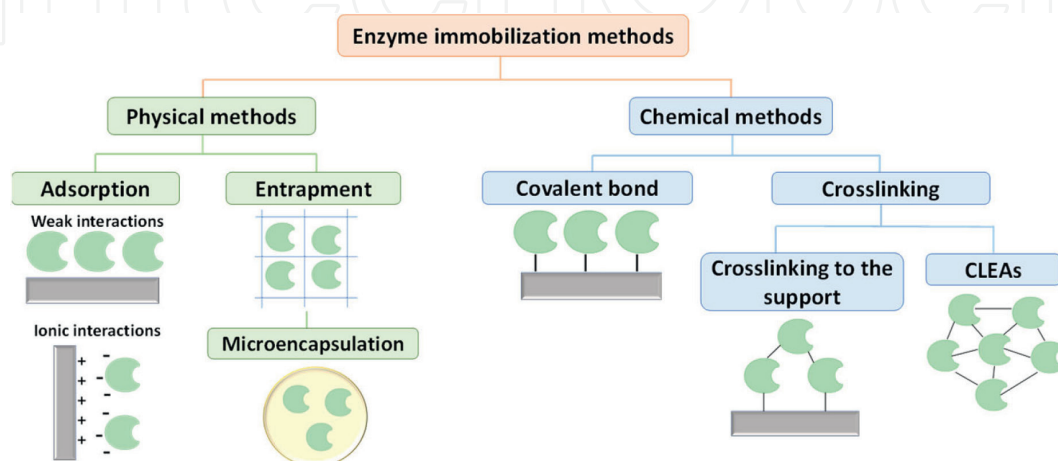 Enzyme immobilization methods
Physical methods
Chemical methods
Adsorption
Entrapment
Covalent bond
Crosslinking
Weak interactions
Crosslinking to the
support
CLEAs
Ionic interactions
Microencapsulation
+ -
+ -
+ -
+ -
+ -
-